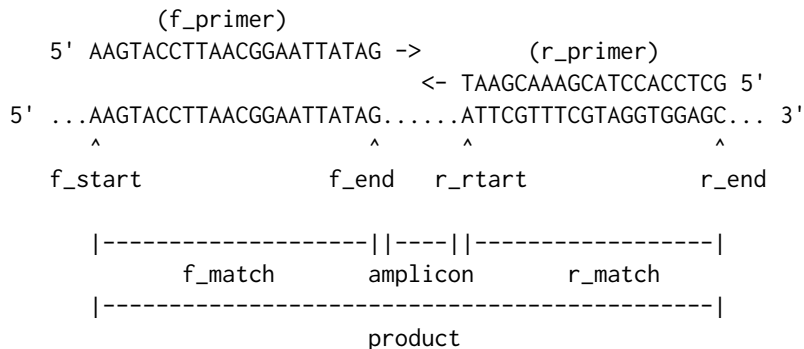 (f_primer)
5' AAGTACCTTAACGGAATTATAG -> (r_primer)
<- TAAGCAAAGCATCCACCTCG 5'
5' ...AAGTACCTTAACGGAATTATAG......ATTCGTTTCGTAGGTGGAGC... 3'
^ ^ ^ ^
f_start f_end r_rtart r_end
|---------------------||----||------------------|
f_match amplicon r_match
|-----------------------------------------------|
product